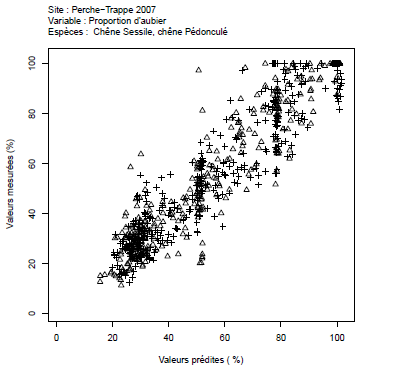 Site : Perche-Trappe 2007
Variable : Proportion d'aubier
Espèces : Chêne Sessile, chêne Pédonculé
Valeurs mesurées (%)
100
80
60
40
20
0
0 20 40 60 80 100
Valeurs prédites ( %)